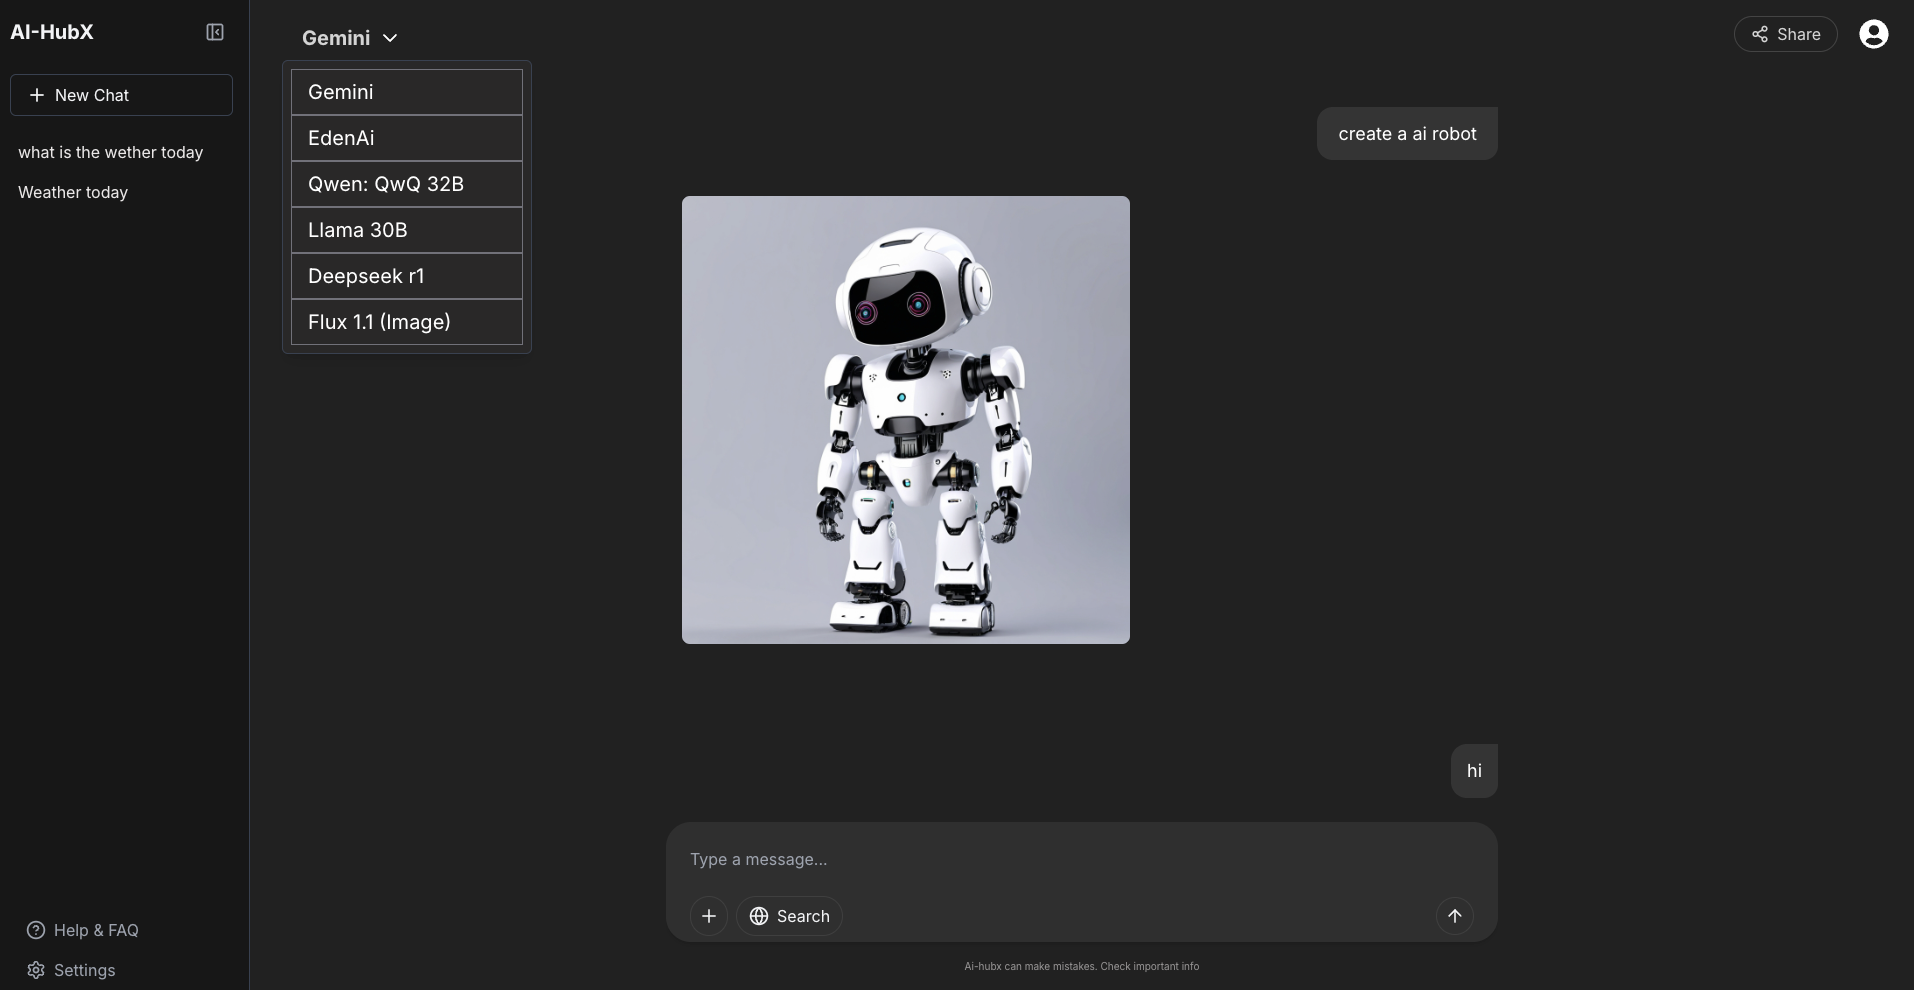 AI-HubX
New Chat
what is the wether today
Weather today
Help & FAQ
Settings
Gemini
Gemini
EdenAi
Qwen: QwQ 32B
Llama 30B
Deepseek r1
Flux 1.1 (Image)
Share
create a ai robot
hi
Type a message...
Search
Ai-hubx can make mistakes. Check important info